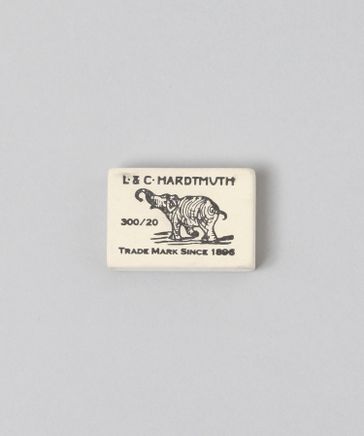 L·& C·HARDTMUTH
300/20
TRADE MARK SINCE 1896